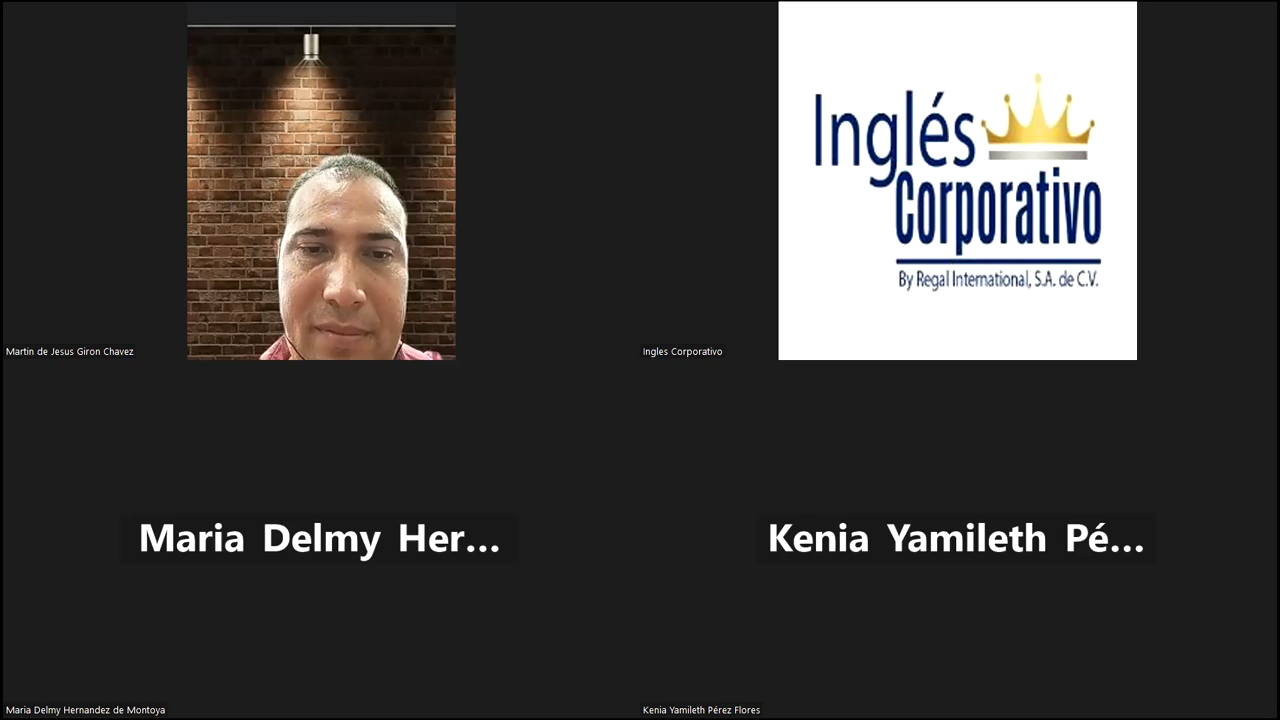 Inglés
Corporativo
By Regal International, S.A. de C.V.
Martin de Jesus Giron Chavez
Ingles Corporativo
Maria Delmy Her...
Kenia Yamileth Pé...
Maria Delmy Hernandez de Montoya
Kenia Yamileth Pérez Flores